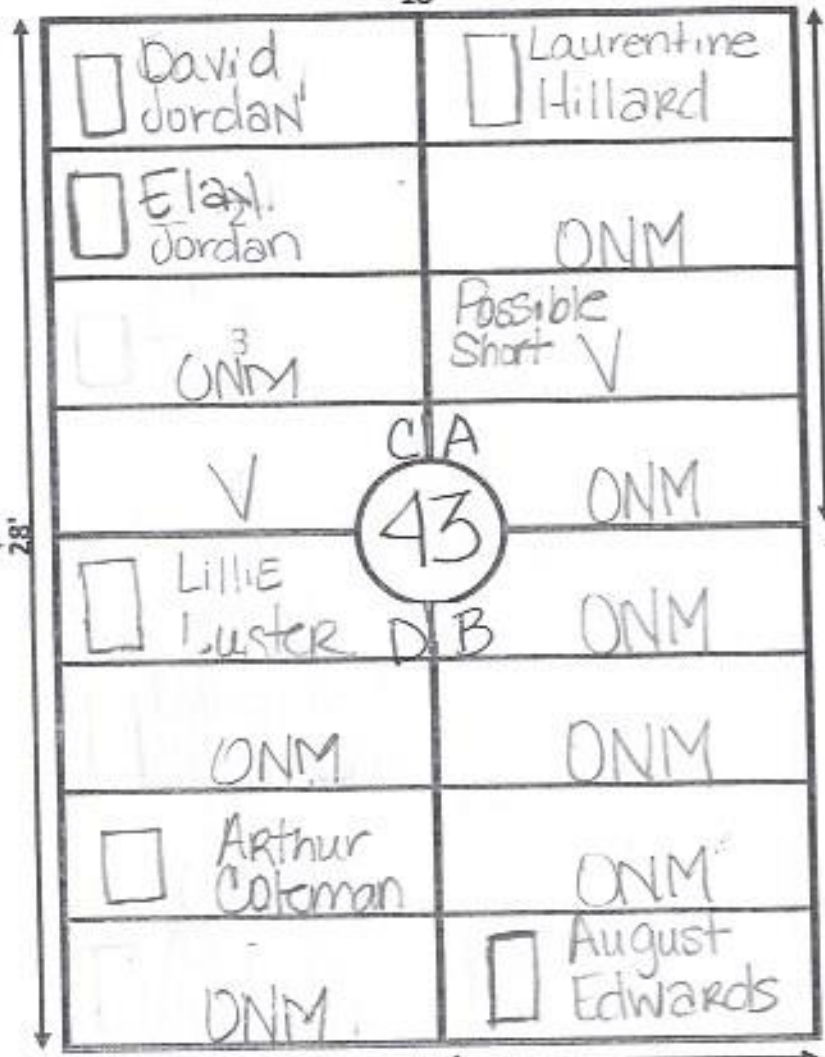 David
Jordan
Laurentine
Hillard
Jordan
ONM
3
ONM
Possible
Short V
V
C A
ONM
43
28'
Lillie
Luster
D B
ONM
ONM
ONM
Arthur
Coleman
ONM
ONM
August
Edwards